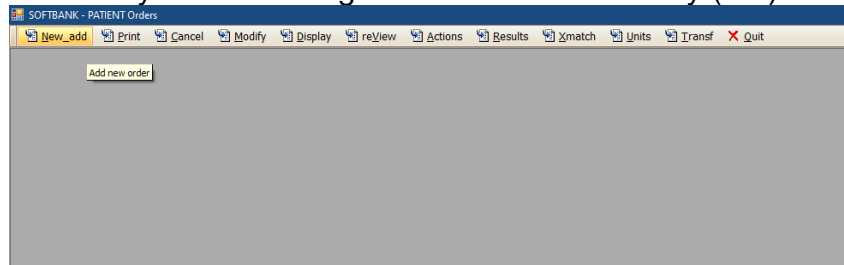 SOFTBANK - PATIENT Orders
New_add Print Cancel Modify Display reView Actions Results Xmatch Units Transf Quit
Add new order